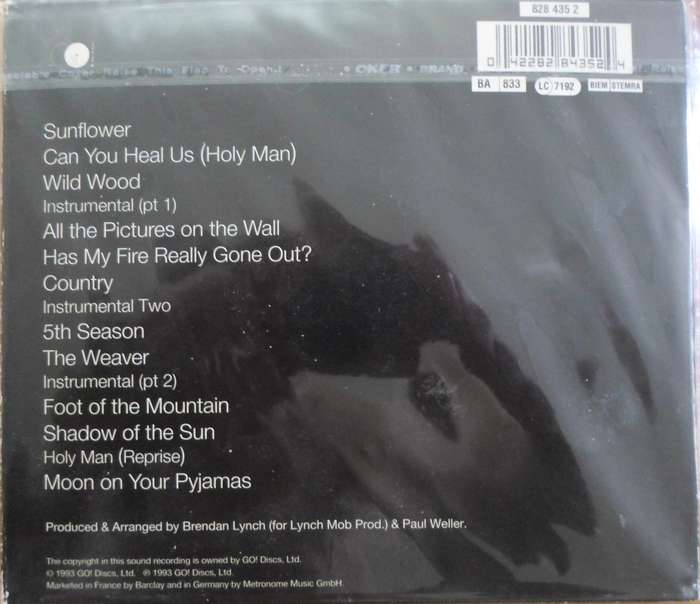 828 435 2
0 42282 84352 4
BA 833 LC 7192 BIEM STEMRA
Sunflower
Can You Heal Us (Holy Man)
Wild Wood
Instrumental (pt 1)
All the Pictures on the Wall
Has My Fire Really Gone Out?
Country
Instrumental Two
5th Season
The Weaver
Instrumental (pt 2)
Foot of the Mountain
Shadow of the Sun
Holy Man (Reprise)
Moon on Your Pyjamas
Produced & Arranged by Brendan Lynch (for Lynch Mob Prod.) & Paul Weller.
The copyright in this sound recording is owned by GO! Discs, Ltd.
© 1993 GO! Discs, Ltd. ℗ 1993 GO! Discs, Ltd.
Marketed in France by Barclay and in Germany by Metronome Music GmbH.